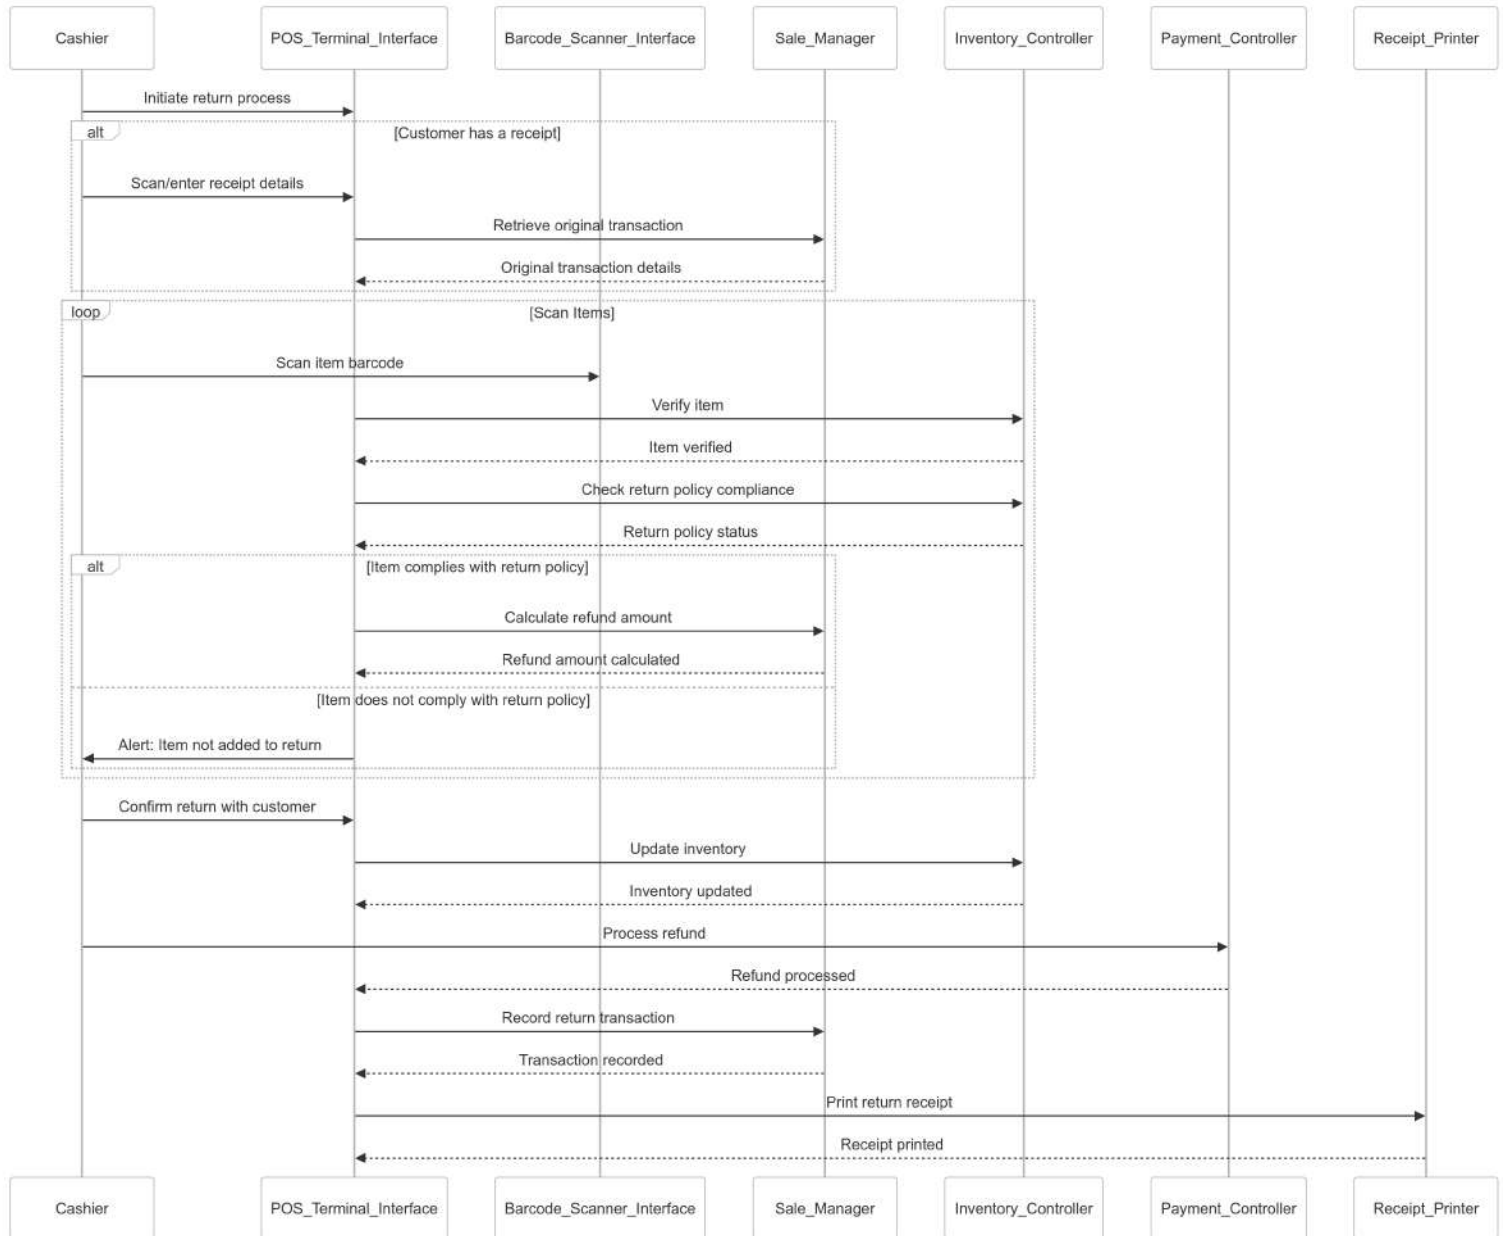 Cashier
POS_Terminal_Interface
Barcode_Scanner_Interface
Sale_Manager
Inventory_Controller
Payment_Controller
Receipt_Printer
Initiate return process
alt
[Customer has a receipt]
Scan/enter receipt details
Retrieve original transaction
Original transaction details
loop
[Scan Items]
Scan item barcode
Verify item
Item verified
Check return policy compliance
Return policy status
alt
[Item complies with return policy]
Calculate refund amount
Refund amount calculated
[Item does not comply with return policy]
Alert: Item not added to return
Confirm return with customer
Update inventory
Inventory updated
Process refund
Refund processed
Record return transaction
Transaction recorded
Print return receipt
Receipt printed
Cashier
POS_Terminal_Interface
Barcode_Scanner_Interface
Sale_Manager
Inventory_Controller
Payment_Controller
Receipt_Printer